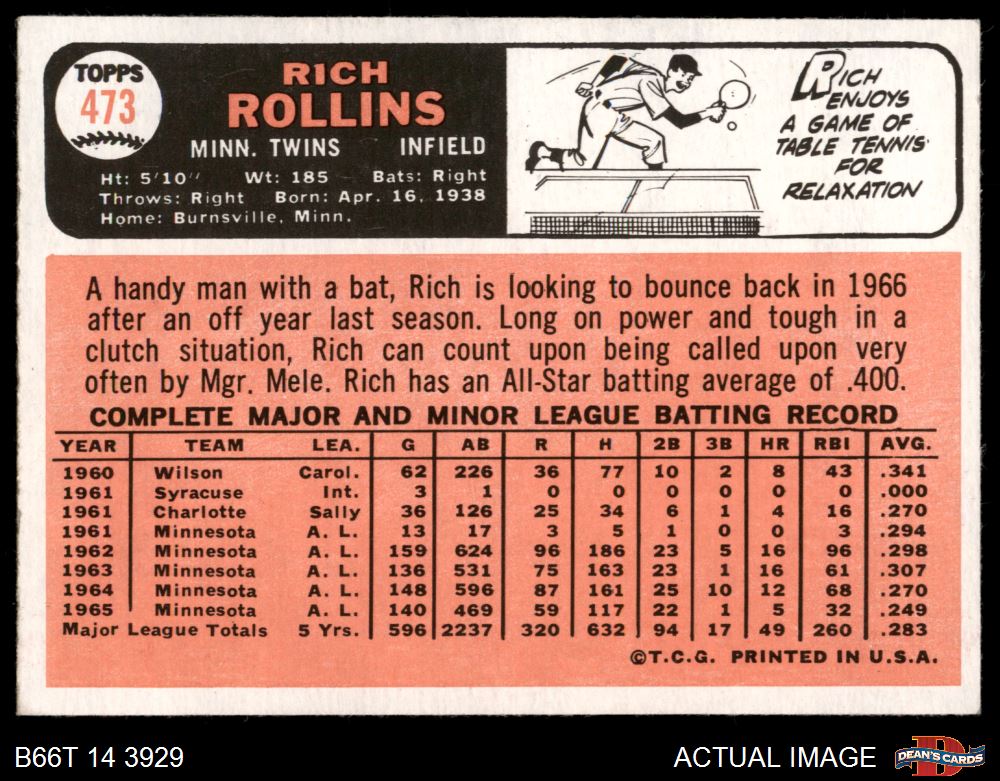 TOPPS
473
RICH
ROLLINS
MINN. TWINS INFIELD
Ht: 5'10" Wt: 185 Bats: Right
Throws: Right Born: Apr. 16, 1938
Home: Burnsville, Minn.
RICH
ENJOYS
A GAME OF
TABLE TENNIS
FOR
RELAXATION
A handy man with a bat, Rich is looking to bounce back in 1966
after an off year last season. Long on power and tough in a
clutch situation, Rich can count upon being called upon very
often by Mgr. Mele. Rich has an All-Star batting average of .400.
COMPLETE MAJOR AND MINOR LEAGUE BATTING RECORD
YEAR TEAM LEA. G AB R H 2B 3B HR RBI AVG.
1960 Wilson Carol. 62 226 36 77 10 2 8 43 .341
1961 Syracuse Int. 3 1 0 0 0 0 0 0 .000
1961 Charlotte Sally 36 126 25 34 6 1 4 16 .270
1961 Minnesota A. L. 13 17 3 5 1 0 0 3 .294
1962 Minnesota A. L. 159 624 96 186 23 5 16 96 .298
1963 Minnesota A. L. 136 531 75 163 23 1 16 61 .307
1964 Minnesota A. L. 148 596 87 161 25 10 12 68 .270
1965 Minnesota A. L. 140 469 59 117 22 1 5 32 .249
Major League Totals 5 Yrs. 596 2237 320 632 94 17 49 260 .283
©T.C.G. PRINTED IN U.S.A.
B66T 14 3929 ACTUAL IMAGE
DEAN'S CARDS